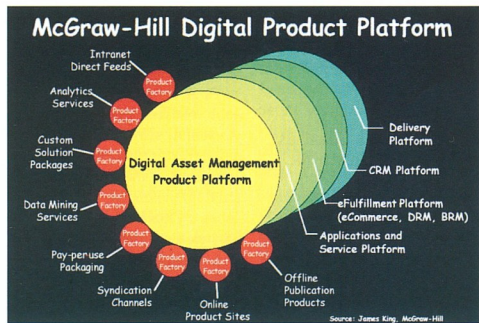 McGraw-Hill Digital Product Platform
Intranet
Direct Feeds
Product
Factory
Analytics
Services
Product
Factory
Custom
Solution
Packages
Product
Factory
Data Mining
Services
Product
Factory
Pay-per use
Packaging
Product
Factory
Syndication
Channels
Product
Factory
Online
Product Sites
Product
Factory
Offline
Publication
Products
Product
Factory
Digital Asset Management
Product Platform
Delivery
Platform
CRM Platform
eFulfillment Platform
(eCommerce, DRM, BRM)
Applications and
Service Platform
Source: James King, McGraw-Hill